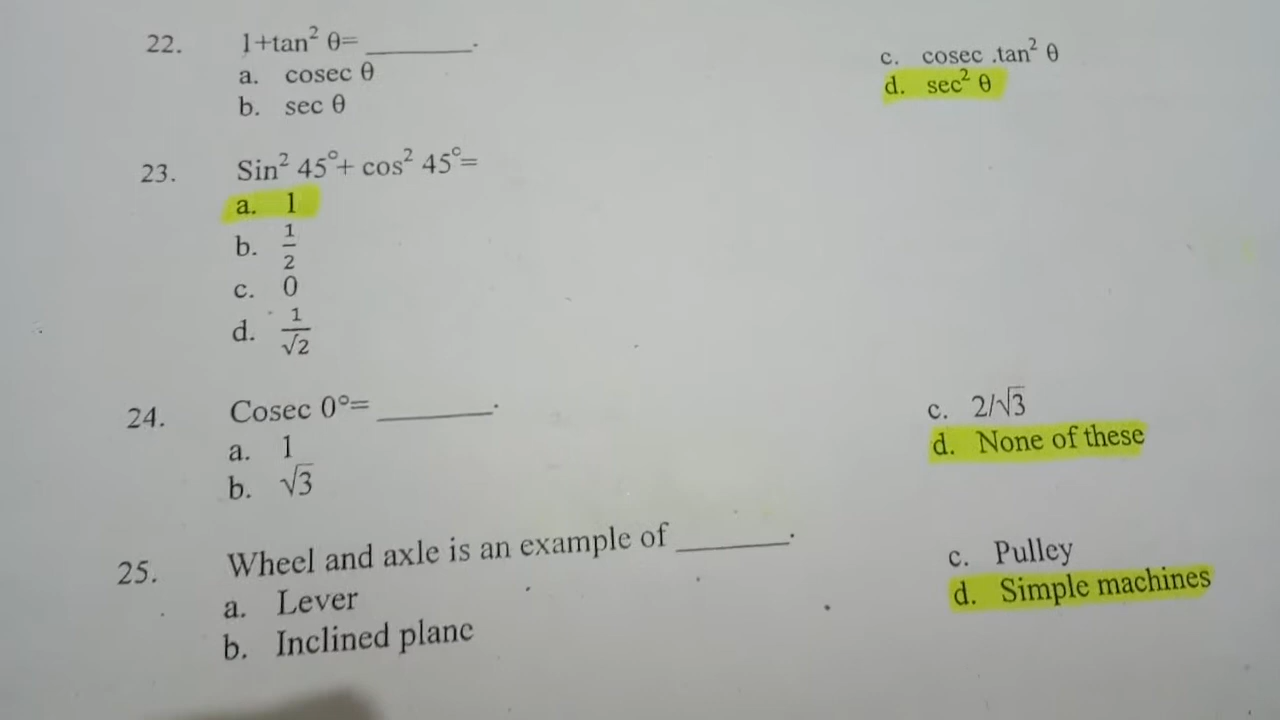 22. 1+tan² θ= ________.
a. cosec θ
b. sec θ
c. cosec .tan² θ
d. sec² θ
23. Sin² 45°+ cos² 45°=
a. 1
b. 1/2
c. 0
d. 1/√2
24. Cosec 0°= ________.
a. 1
b. √3
c. 2/√3
d. None of these
25. Wheel and axle is an example of ________.
a. Lever
b. Inclined plane
c. Pulley
d. Simple machines